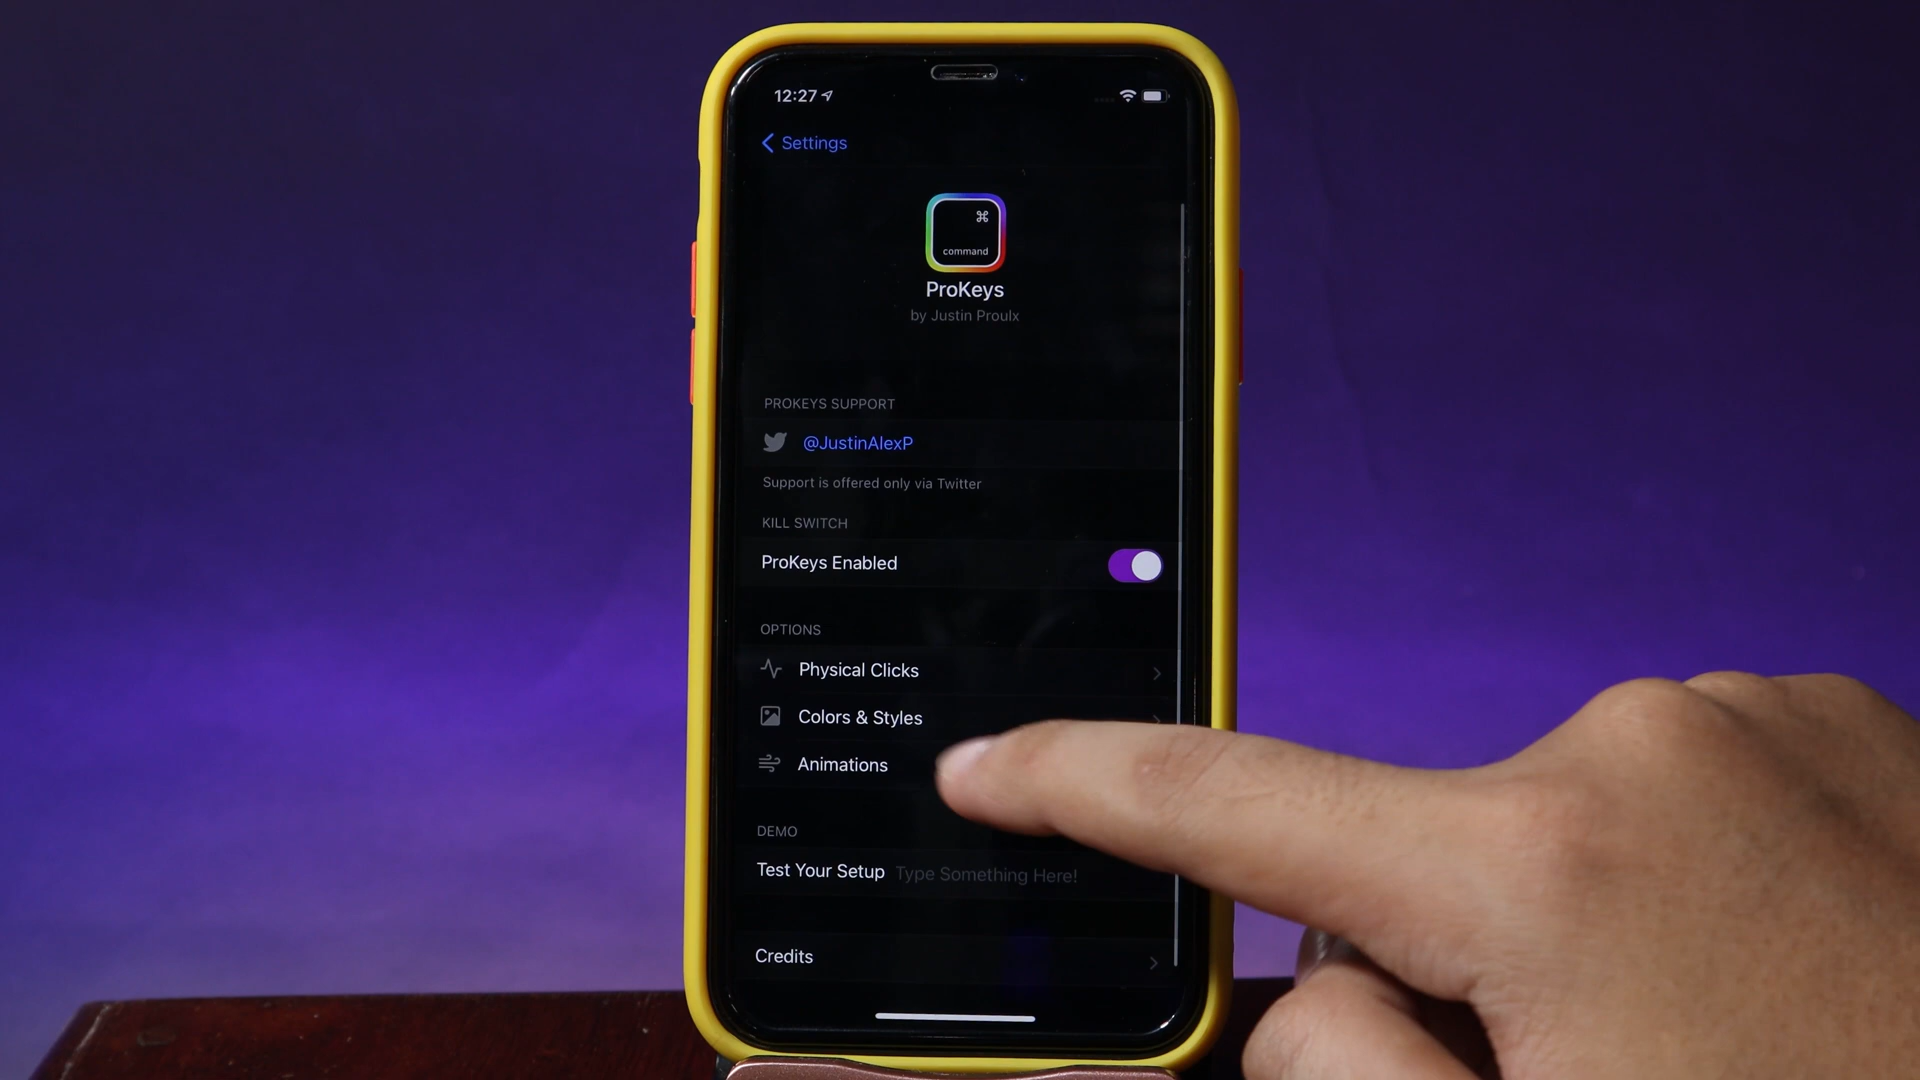 12:27
Settings
⌘
command
ProKeys
by Justin Proulx
PROKEYS SUPPORT
@JustinAlexP
Support is offered only via Twitter
KILL SWITCH
ProKeys Enabled
OPTIONS
Physical Clicks
Colors & Styles
Animations
DEMO
Test Your Setup Type Something Here!
Credits